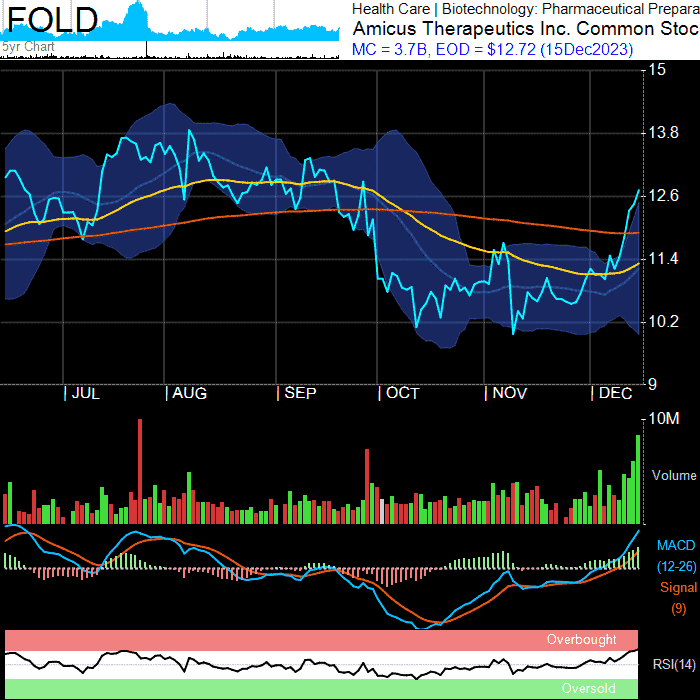 FOLD
5yr Chart
Health Care | Biotechnology: Pharmaceutical Prepara
Amicus Therapeutics Inc. Common Stoc
MC = 3.7B, EOD = $12.72 (15Dec2023)
15
13.8
12.6
11.4
10.2
9
| JUL | AUG | SEP | OCT | NOV | DEC
10M
Volume
MACD
(12-26)
Signal
(9)
Overbought
RSI(14)
Oversold